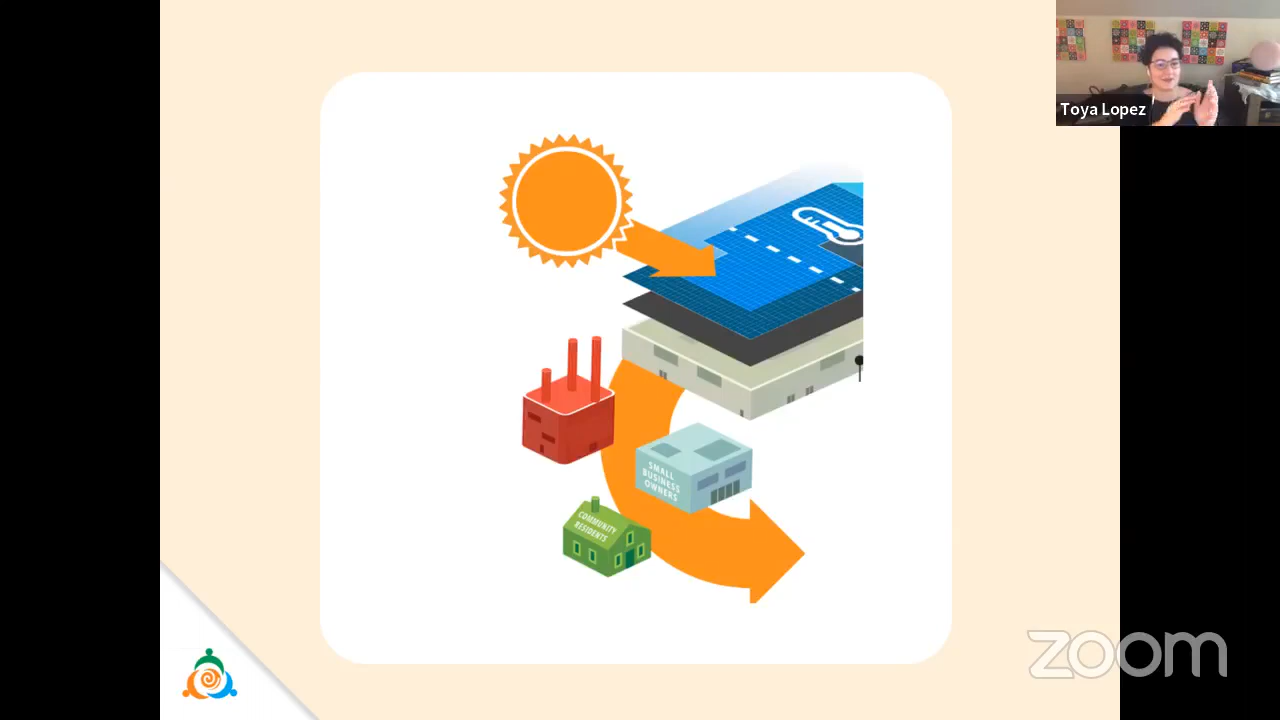 Toya Lopez
SMALL
BUSINESS
OWNERS
COMMUNITY
RESIDENTS
zoom